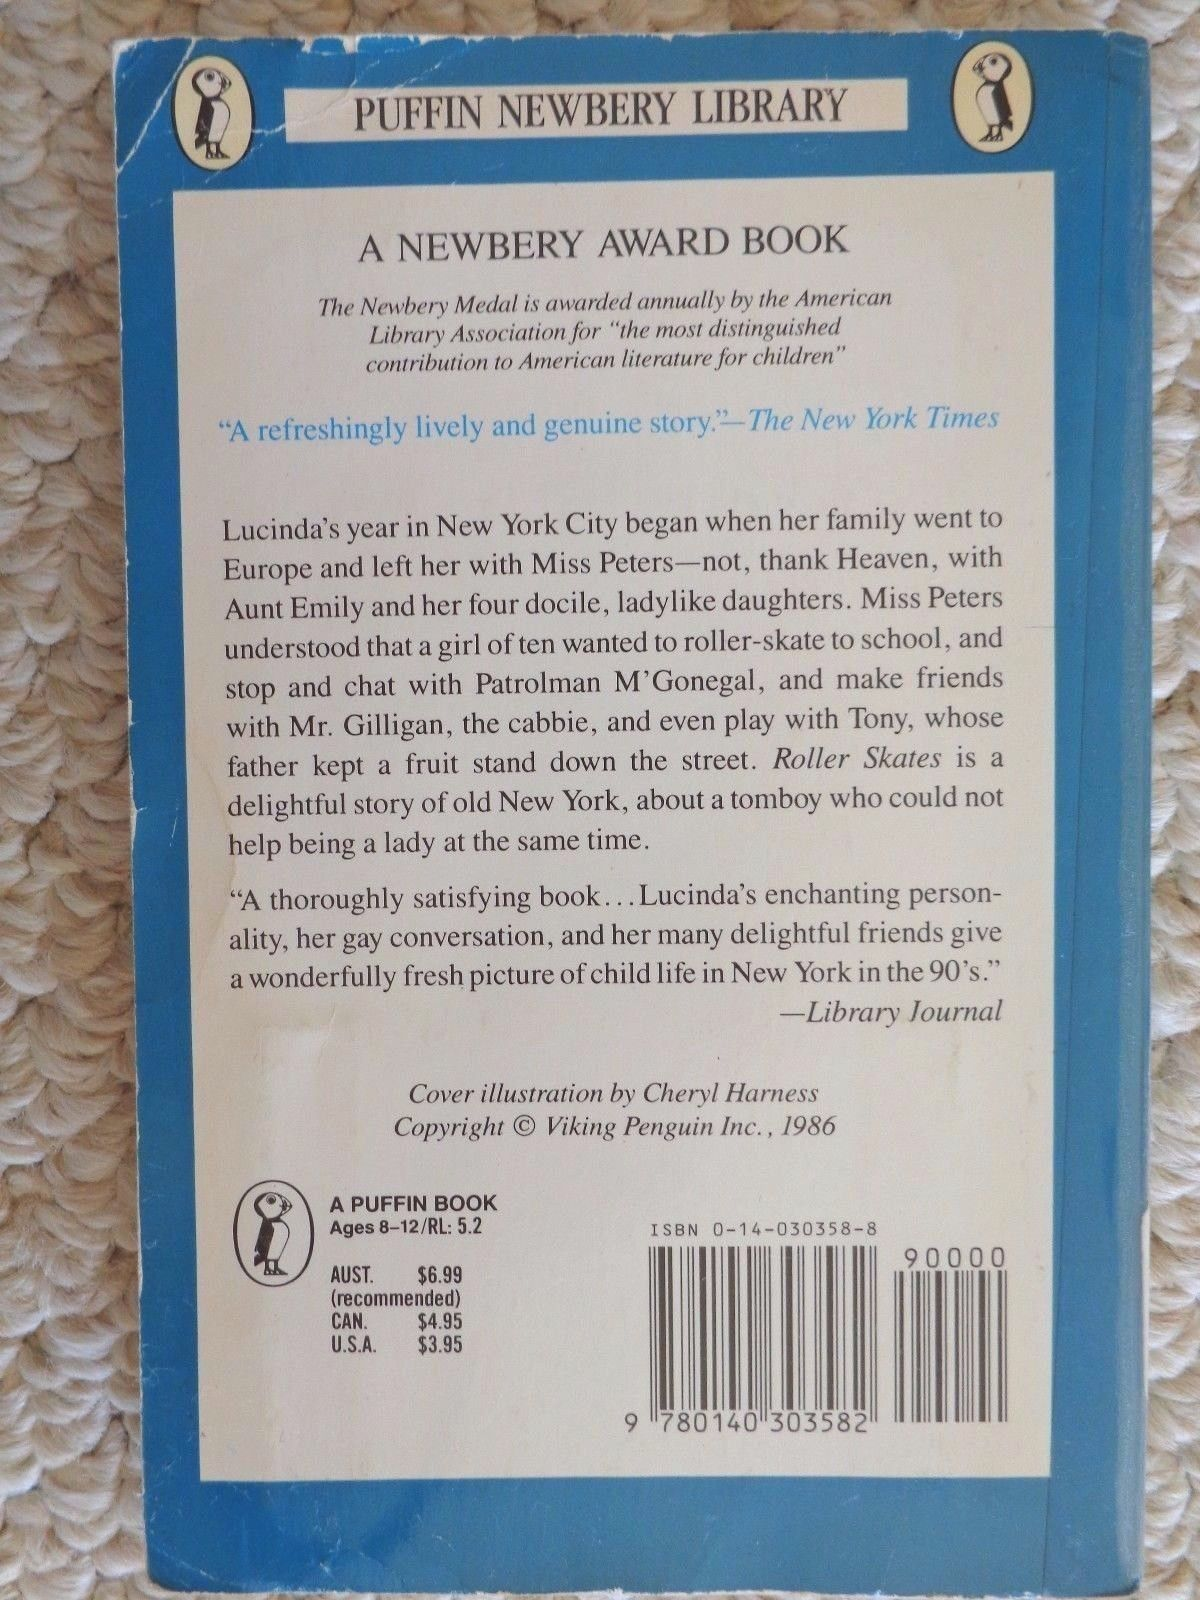 PUFFIN NEWBERY LIBRARY
A NEWBERY AWARD BOOK
The Newbery Medal is awarded annually by the American
Library Association for "the most distinguished
contribution to American literature for children"
"A refreshingly lively and genuine story."—The New York Times
Lucinda's year in New York City began when her family went to
Europe and left her with Miss Peters—not, thank Heaven, with
Aunt Emily and her four docile, ladylike daughters. Miss Peters
understood that a girl of ten wanted to roller-skate to school, and
stop and chat with Patrolman M'Gonegal, and make friends
with Mr. Gilligan, the cabbie, and even play with Tony, whose
father kept a fruit stand down the street. Roller Skates is a
delightful story of old New York, about a tomboy who could not
help being a lady at the same time.
"A thoroughly satisfying book...Lucinda's enchanting person-
ality, her gay conversation, and her many delightful friends give
a wonderfully fresh picture of child life in New York in the 90's."
—Library Journal
Cover illustration by Cheryl Harness
Copyright © Viking Penguin Inc., 1986
A PUFFIN BOOK
Ages 8–12/RL: 5.2
AUST. $6.99
(recommended)
CAN. $4.95
U.S.A. $3.95
ISBN 0-14-030358-8
90000
9 780140 303582